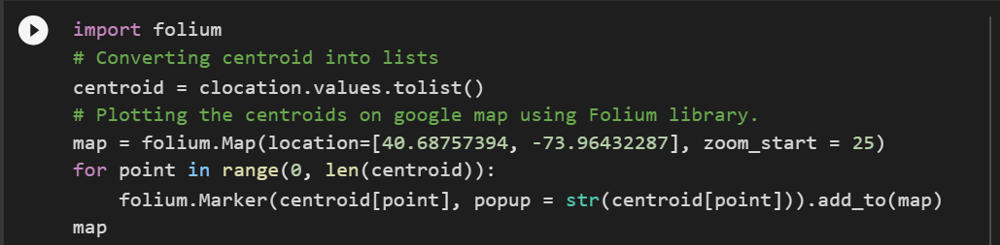 import folium
# Converting centroid into lists
centroid = clocation.values.tolist()
# Plotting the centroids on google map using Folium library.
map = folium.Map(location=[40.68757394, -73.96432287], zoom_start = 25)
for point in range(0, len(centroid)):
    folium.Marker(centroid[point], popup = str(centroid[point])).add_to(map)
map